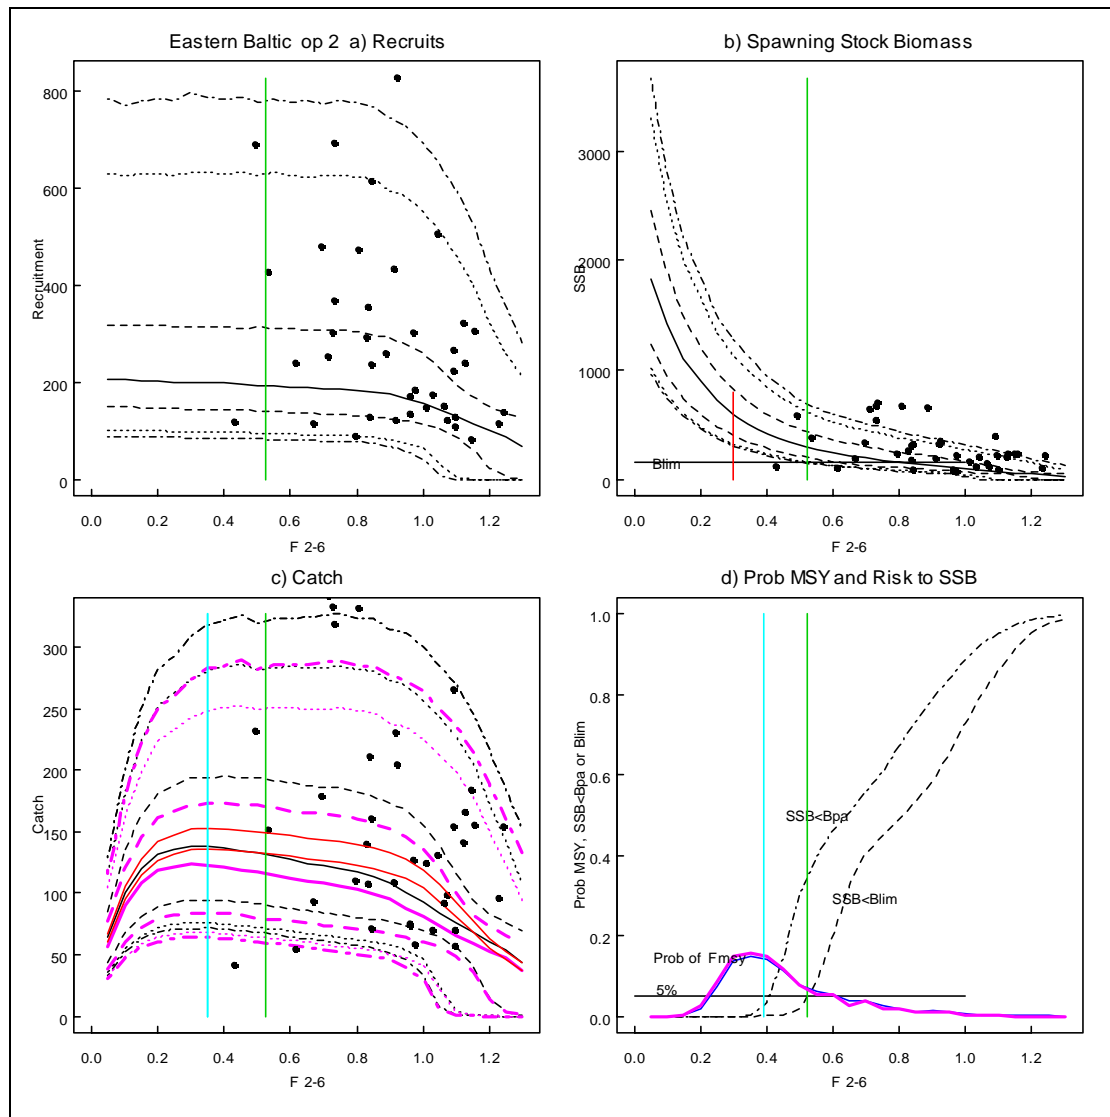 Eastern Baltic op 2 a) Recruits
Recruitment
800
600
400
200
0
0.0 0.2 0.4 0.6 0.8 1.0 1.2
F 2-6
b) Spawning Stock Biomass
SSB
3000
2000
1000
0
Blim
0.0 0.2 0.4 0.6 0.8 1.0 1.2
F 2-6
c) Catch
Catch
300
250
200
150
100
50
0
0.0 0.2 0.4 0.6 0.8 1.0 1.2
F 2-6
d) Prob MSY and Risk to SSB
Prob MSY, SSB<Bpa or Blim
1.0
0.8
0.6
0.4
0.2
0.0
SSB<Bpa
SSB<Blim
Prob of Fmsy
5%
0.0 0.2 0.4 0.6 0.8 1.0 1.2
F 2-6